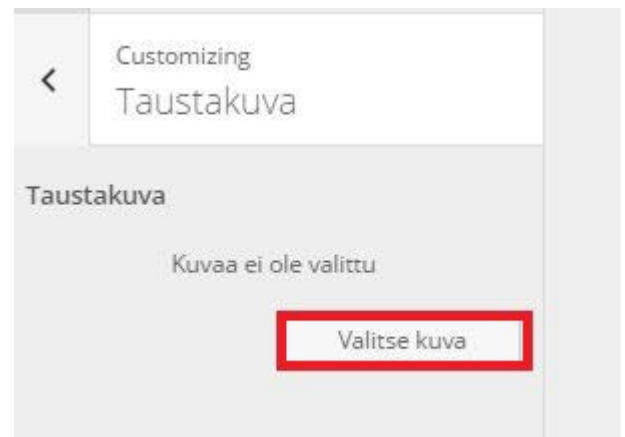 Customizing
Taustakuva
Taustakuva
Kuvaa ei ole valittu
Valitse kuva